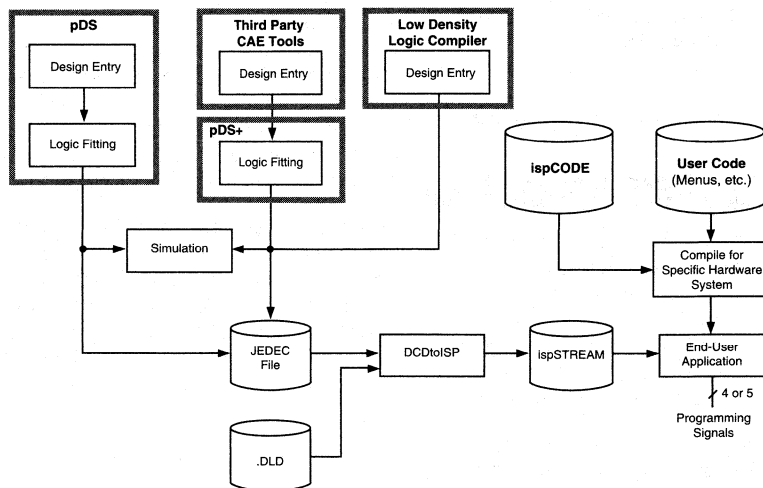 pDS
Design Entry
Logic Fitting
Third Party
CAE Tools
Design Entry
pDS+
Logic Fitting
Low Density
Logic Compiler
Design Entry
ispCODE
User Code
(Menus, etc.)
Simulation
Compile for
Specific Hardware
System
JEDEC
File
DCDtoISP
ispSTREAM
End-User
Application
4 or 5
Programming
Signals
.DLD